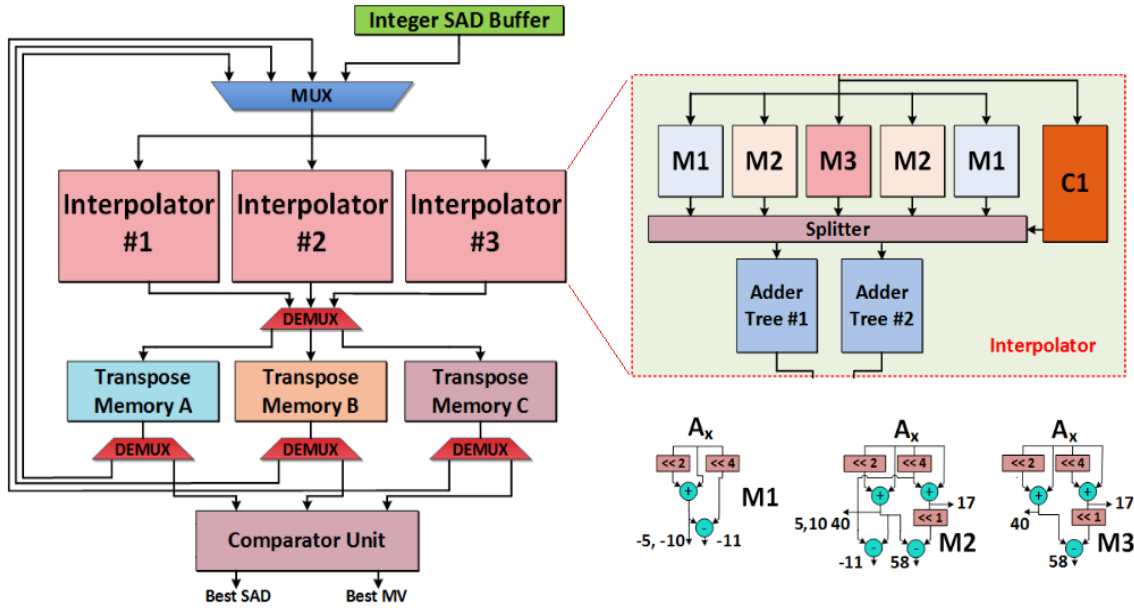 Integer SAD Buffer
MUX
Interpolator
#1
Interpolator
#2
Interpolator
#3
DEMUX
Transpose
Memory A
Transpose
Memory B
Transpose
Memory C
DEMUX
DEMUX
DEMUX
Comparator Unit
Best SAD
Best MV
M1
M2
M3
M2
M1
C1
Splitter
Adder
Tree #1
Adder
Tree #2
Interpolator
Ax
<< 2
<< 4
+
-
M1
-5, -10
-11
Ax
<< 2
<< 4
+
+
17
5,10 40
<< 1
-
-
M2
-11
58
Ax
<< 2
<< 4
+
+
17
40
<< 1
-
M3
58